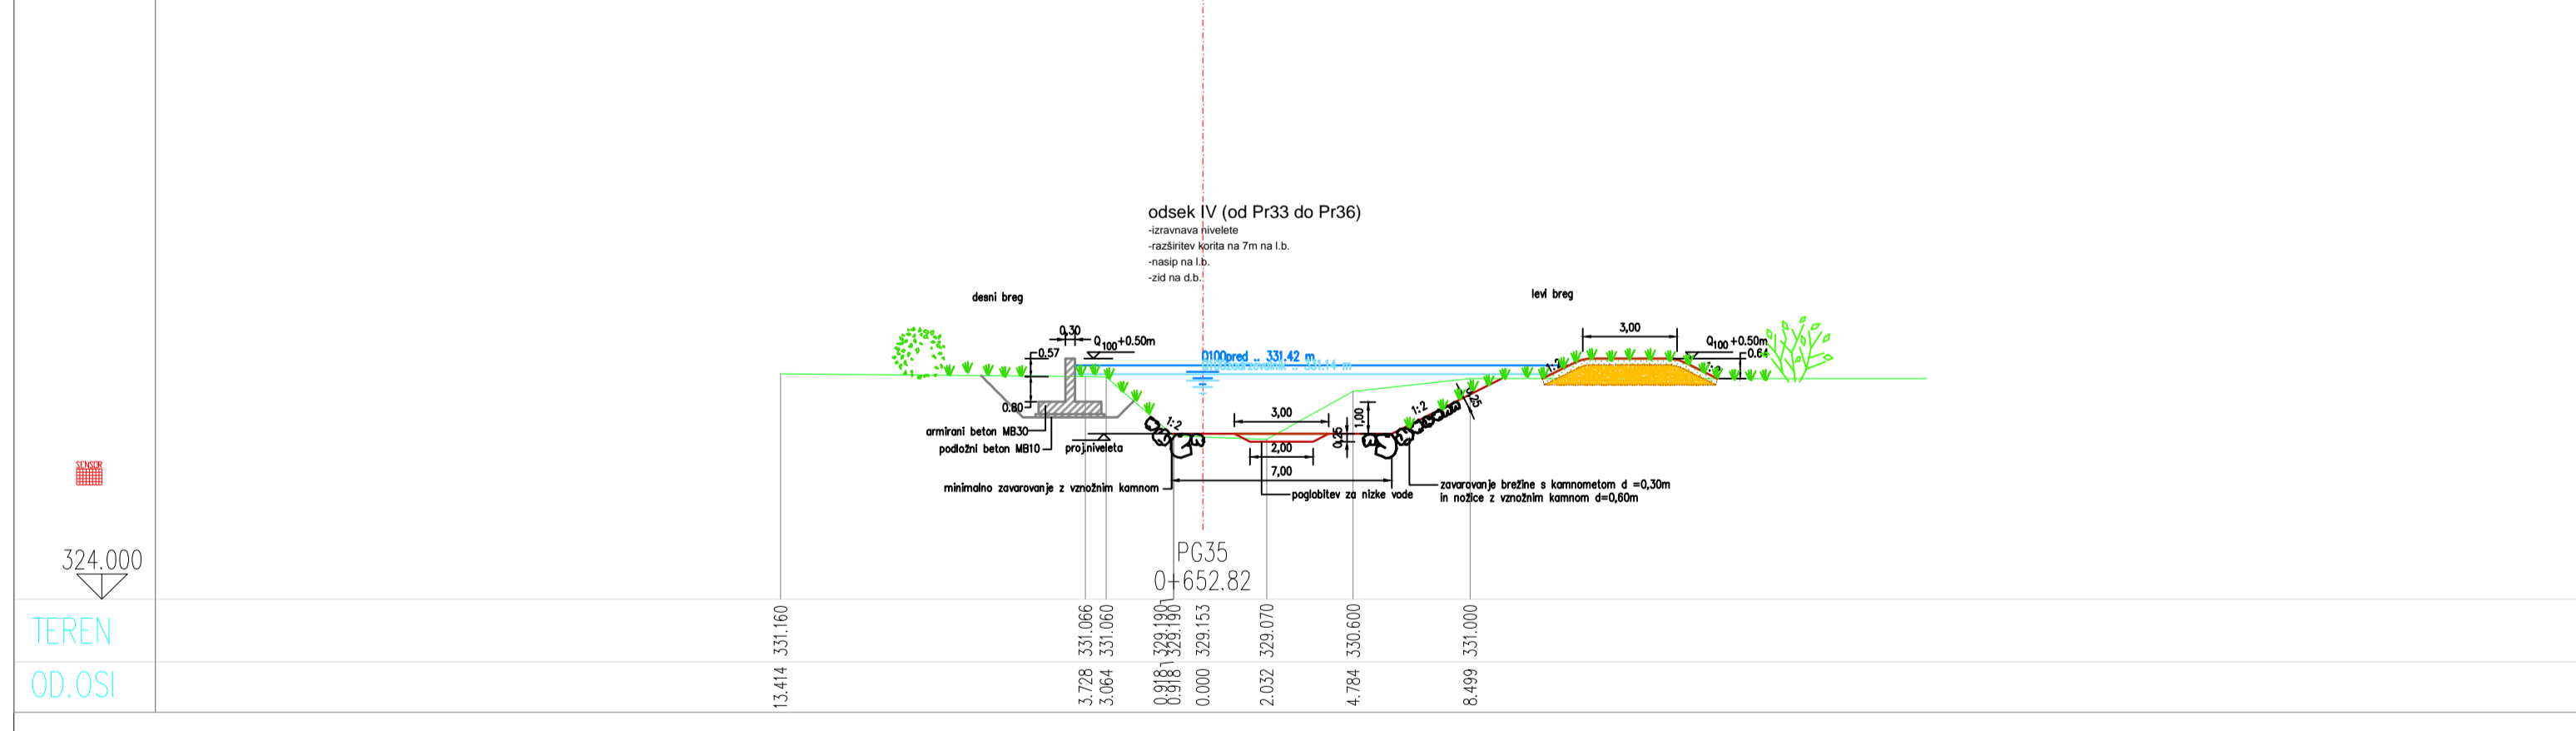 odsek IV (od Pr33 do Pr36)
-izravnava nivelete
-razširitev korita na 7m na l.b.
-nasip na l.b.
-zid na d.b.
desni breg
levi breg
0,30
Q100+0.50m
0.57
Q100pred .. 331.42 m
331.14 m
3,00
Q100+0.50m
0.64
1:2
0.80
1:2
3,00
1,00
1:2
armirani beton MB30
podložni beton MB10
proj.niveleta
0,25
2,00
7,00
minimalno zavarovanje z vznožnim kamnom
poglobitev za nizke vode
zavarovanje brežine s kamnometom d =0,30m
in nožice z vznožnim kamnom d=0,60m
SENSOR
324.000
PG35
0+652.82
TEREN
331.160
331.066
331.060
329.190
329.190
329.153
329.070
330.600
331.000
OD.OSI
13.414
3.728
3.064
0.918
0.918
0.000
2.032
4.784
8.499